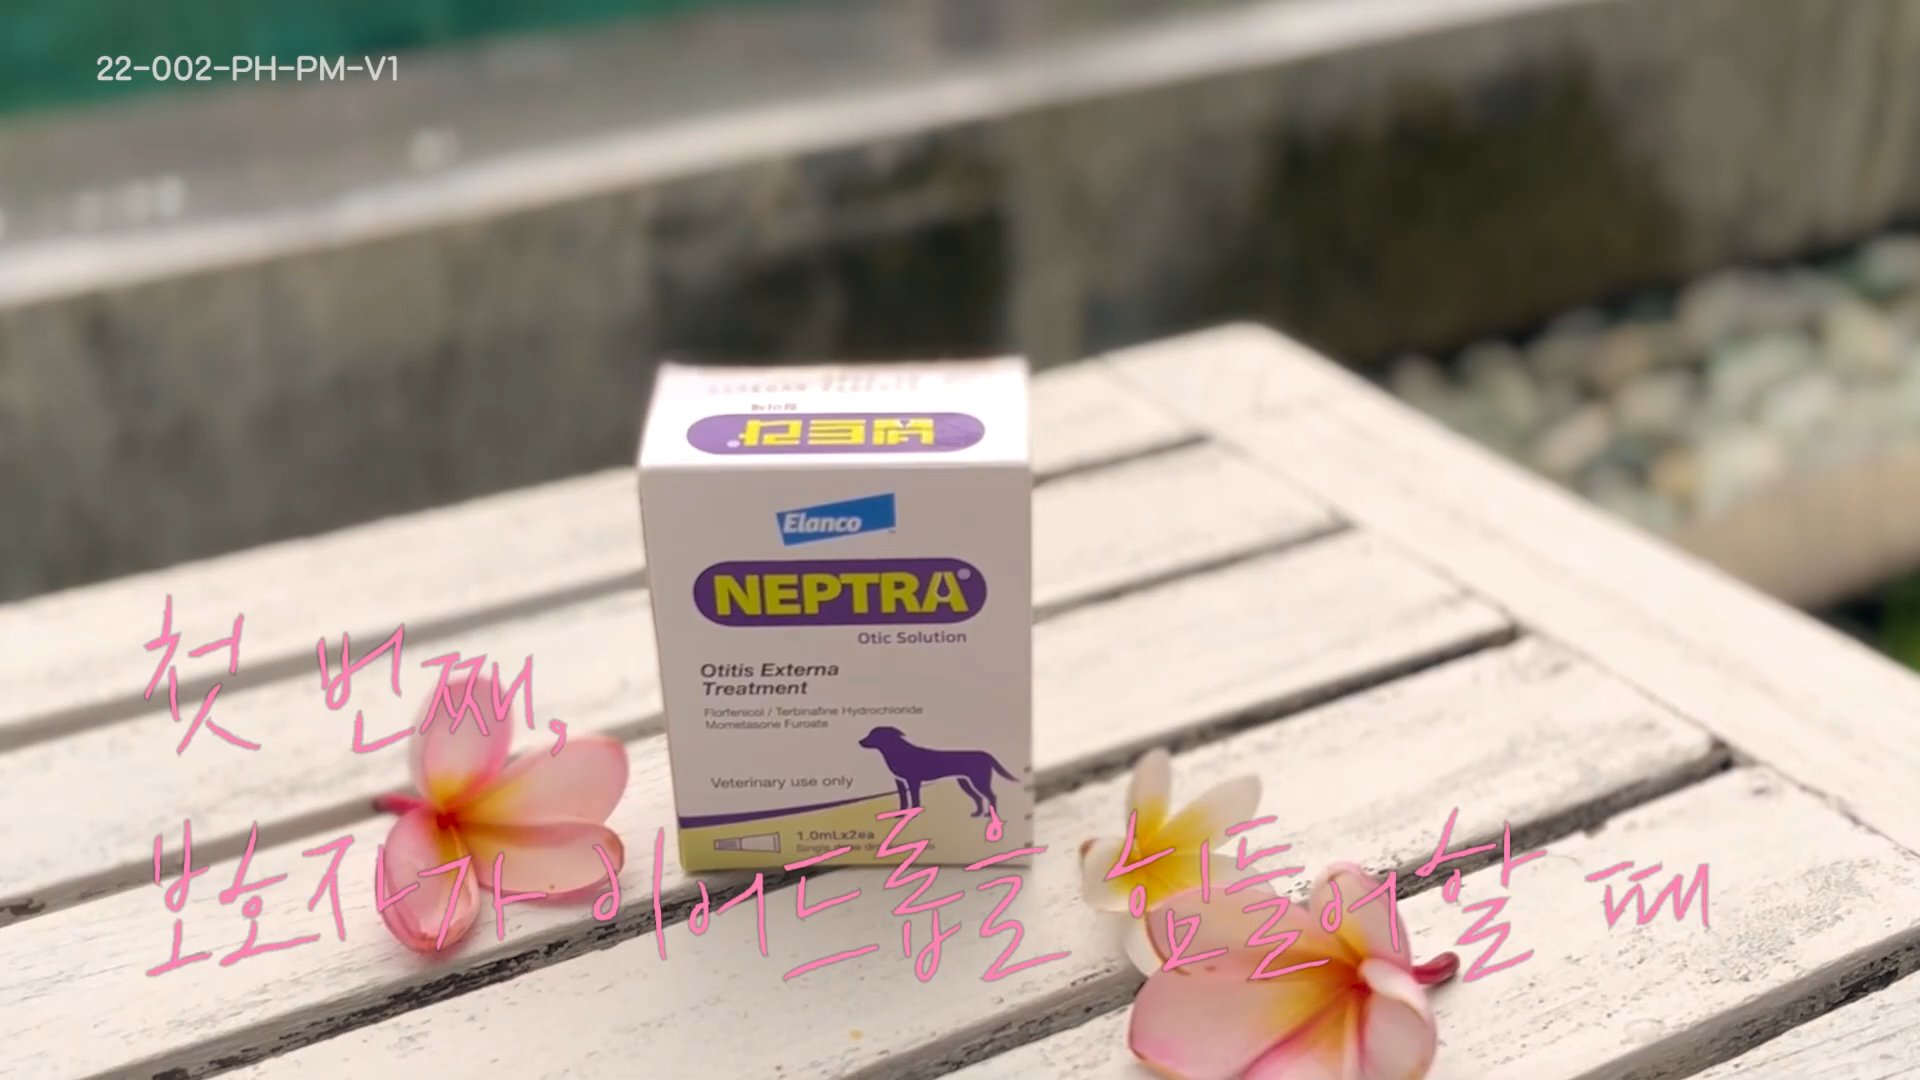 22-002-PH-PM-V1
넵트라
Elanco
NEPTRA®
Otic Solution
Otitis Externa
Treatment
Florfenicol / Terbinafine Hydrochloride
Mometasone Furoate
Veterinary use only
1.0mLx2ea
Single dose
첫 번째,
보호자가 이어드롭을 힘들어할 때